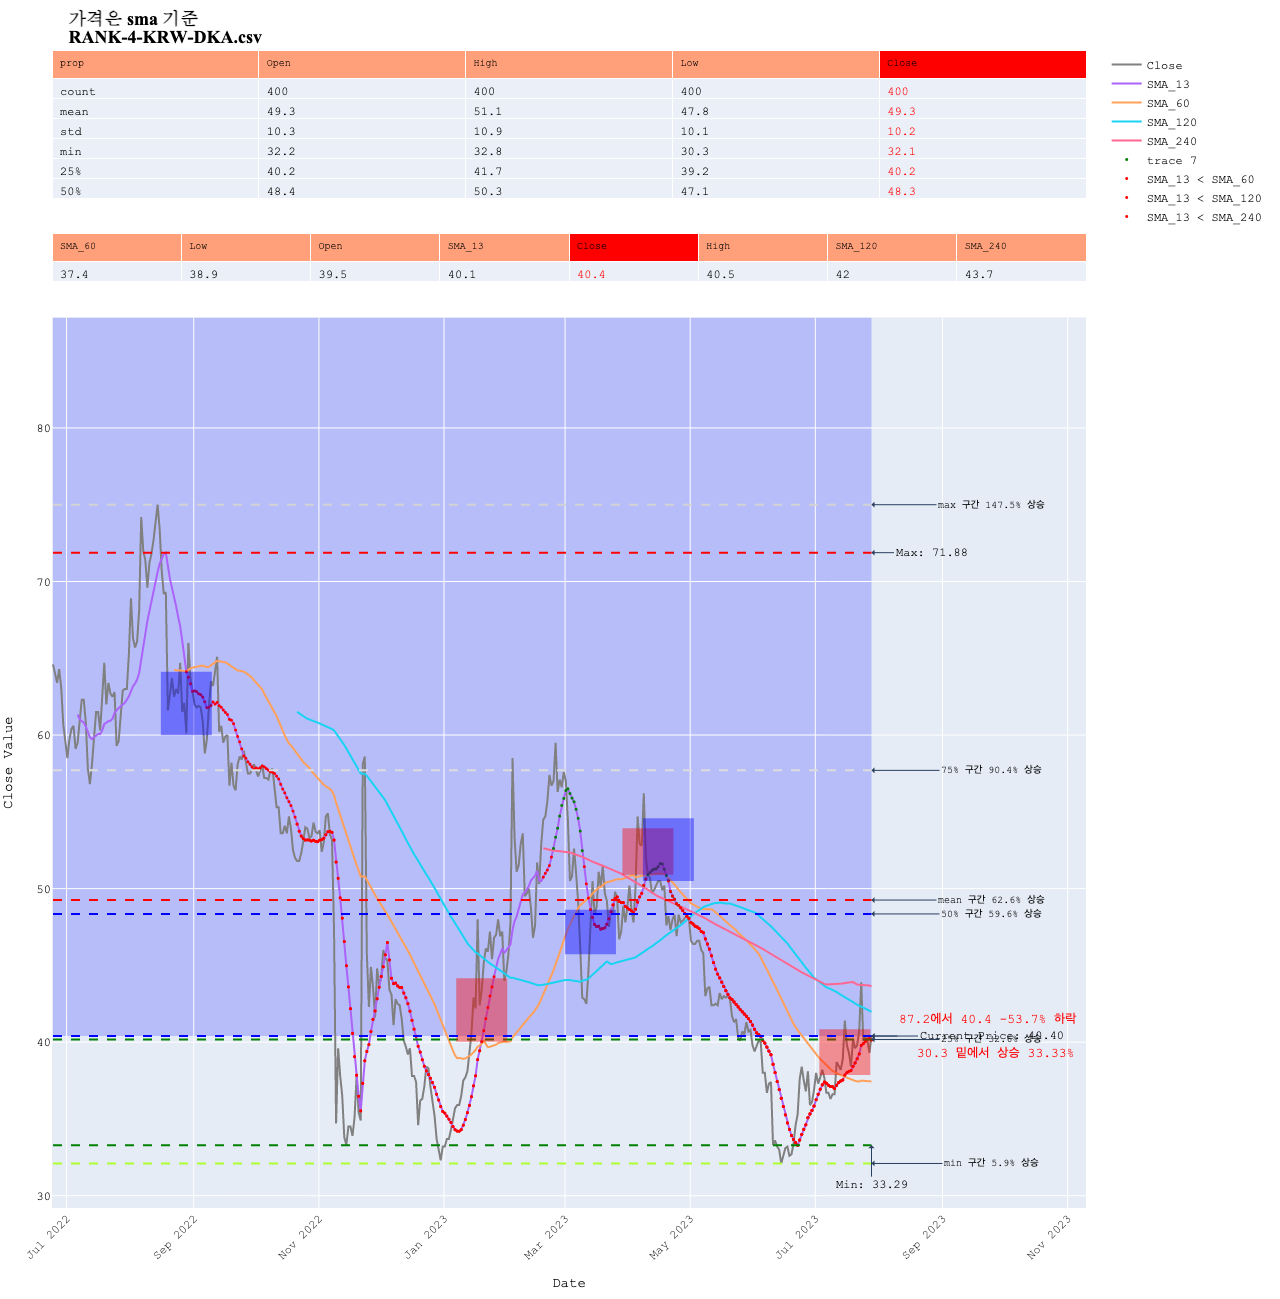 가격은 sma 기준
RANK-4-KRW-DKA.csv
prop Open High Low Close
count 400 400 400 400
mean 49.3 51.1 47.8 49.3
std 10.3 10.9 10.1 10.2
min 32.2 32.8 30.3 32.1
25% 40.2 41.7 39.2 40.2
50% 48.4 50.3 47.1 48.3
SMA_60 Low Open SMA_13 Close High SMA_120 SMA_240
37.4 38.9 39.5 40.1 40.4 40.5 42 43.7
Close
SMA_13
SMA_60
SMA_120
SMA_240
trace 7
SMA_13 < SMA_60
SMA_13 < SMA_120
SMA_13 < SMA_240
Close Value
80
70
60
50
40
30
max 구간 147.5% 상승
Max: 71.88
75% 구간 90.4% 상승
mean 구간 62.6% 상승
50% 구간 59.6% 상승
87.2에서 40.4 -53.7% 하락
Current Price: 40.40
25% 구간 32.6% 상승
30.3 밑에서 상승 33.33%
min 구간 5.9% 상승
Min: 33.29
Jul 2022
Sep 2022
Nov 2022
Jan 2023
Mar 2023
May 2023
Jul 2023
Sep 2023
Nov 2023
Date